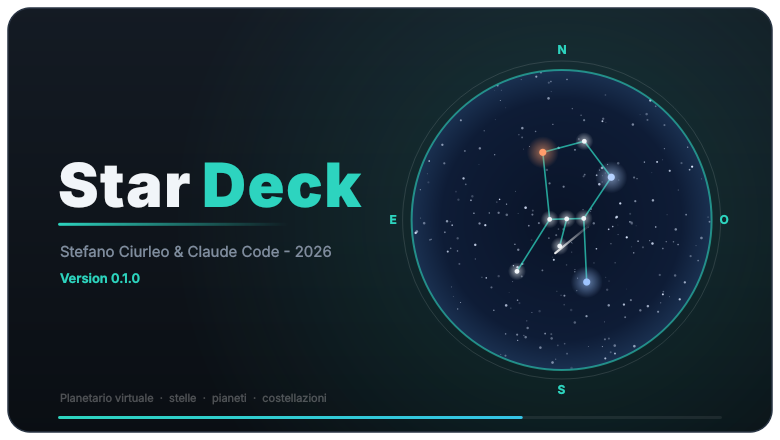 N
Star Deck
E
O
Stefano Ciurleo & Claude Code - 2026
Version 0.1.0
S
Planetario virtuale · stelle · pianeti · costellazioni